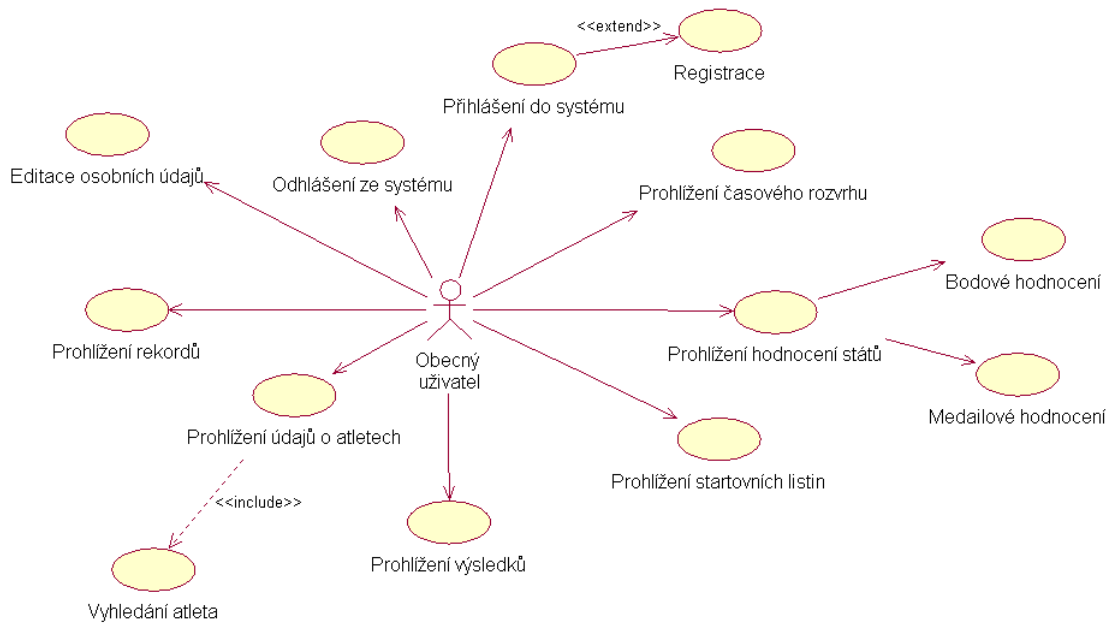 <<extend>>
Registrace
Přihlášení do systému
Editace osobních údajů
Odhlášení ze systému
Prohlížení časového rozvrhu
Bodové hodnocení
Prohlížení rekordů
Obecný
uživatel
Prohlížení hodnocení států
Medailové hodnocení
Prohlížení údajů o atletech
Prohlížení startovních listin
<<include>>
Prohlížení výsledků
Vyhledání atleta